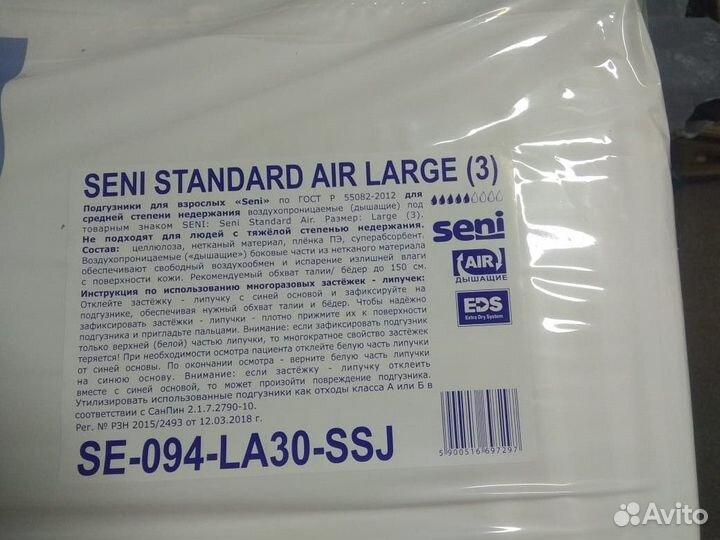 SENI STANDARD AIR LARGE (3)
Подгузники для взрослых «Seni» по ГОСТ Р 55082-2012 для
средней степени недержания воздухопроницаемые (дышащие) под
товарным знаком SENI: Seni Standard Air. Размер: Large (3).
Не подходят для людей с тяжёлой степенью недержания.
Состав: целлюлоза, нетканый материал, плёнка ПЭ, суперабсорбент.
Воздухопроницаемые («дышащие») боковые части из нетканого материала
обеспечивают свободный воздухообмен и испарение излишней влаги
с поверхности кожи. Рекомендуемый обхват талии/ бёдер до 150 см.
Инструкция по использованию многоразовых застёжек - липучек:
Отклейте застёжку - липучку с синей основой и зафиксируйте на
подгузнике, обеспечивая нужный обхват талии и бёдер. Чтобы надёжно
зафиксировать застёжки - липучки - плотно прижмите их к поверхности
подгузника и пригладьте пальцами. Внимание: если зафиксировать подгузник
только верхней (белой) частью липучки, то многократное свойство застёжек
теряется! При необходимости осмотра пациента отклейте белую часть липучки
от синей основы. По окончании осмотра - верните белую часть липучки
на синюю основу. Внимание: если застёжку - липучку отклеить
вместе с синей основой, то может произойти повреждение подгузника.
Утилизировать использованные подгузники как отходы класса А или Б в
соответствии с СанПин 2.1.7.2790-10.
Рег. № РЗН 2015/2493 от 12.03.2018 г.
SE-094-LA30-SSJ
seni
AIR
ДЫШАЩИЕ
EDS
Extra Dry System
5 900516 697297
Avito